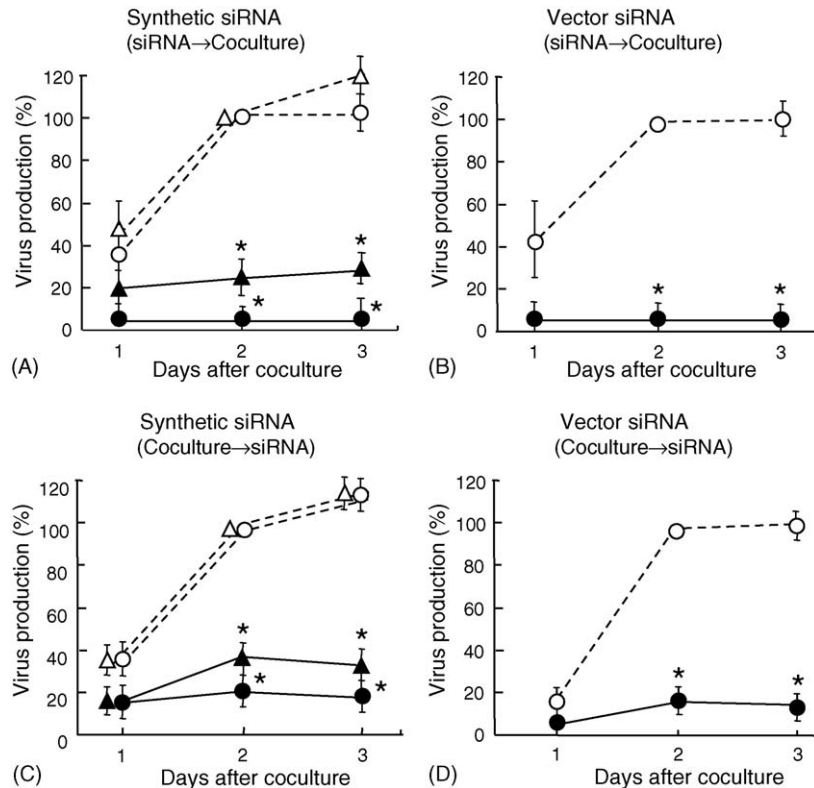 Synthetic siRNA
(siRNA→Coculture)
Virus production (%)
120
100
80
60
40
20
0
*
*
*
*
1
2
3
(A)
Days after coculture
Vector siRNA
(siRNA→Coculture)
Virus production (%)
120
100
80
60
40
20
0
*
*
1
2
3
(B)
Days after coculture
Synthetic siRNA
(Coculture→siRNA)
Virus production (%)
120
100
80
60
40
20
0
*
*
*
*
1
2
3
(C)
Days after coculture
Vector siRNA
(Coculture→siRNA)
Virus production (%)
120
100
80
60
40
20
0
*
*
1
2
3
(D)
Days after coculture